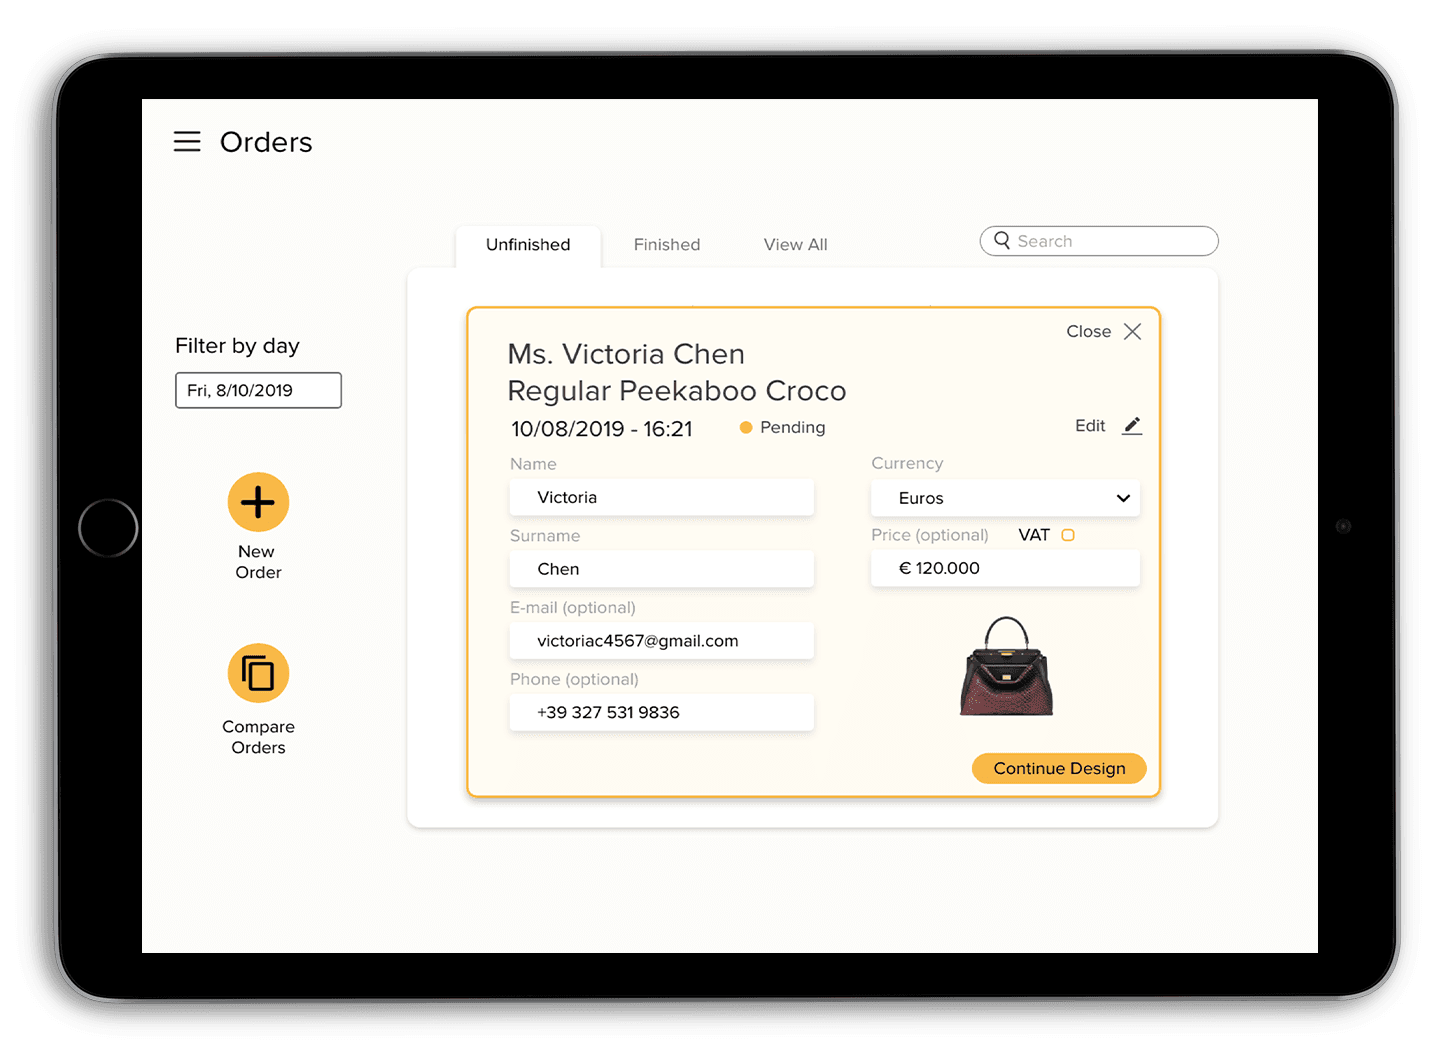 Orders
Unfinished
Finished
View All
Search
Filter by day
Fri, 8/10/2019
New
Order
Compare
Orders
Close
Ms. Victoria Chen
Regular Peekaboo Croco
10/08/2019 - 16:21
Pending
Edit
Name
Victoria
Surname
Chen
E-mail (optional)
victoriac4567@gmail.com
Phone (optional)
+39 327 531 9836
Currency
Euros
Price (optional)
VAT
€ 120.000
Continue Design